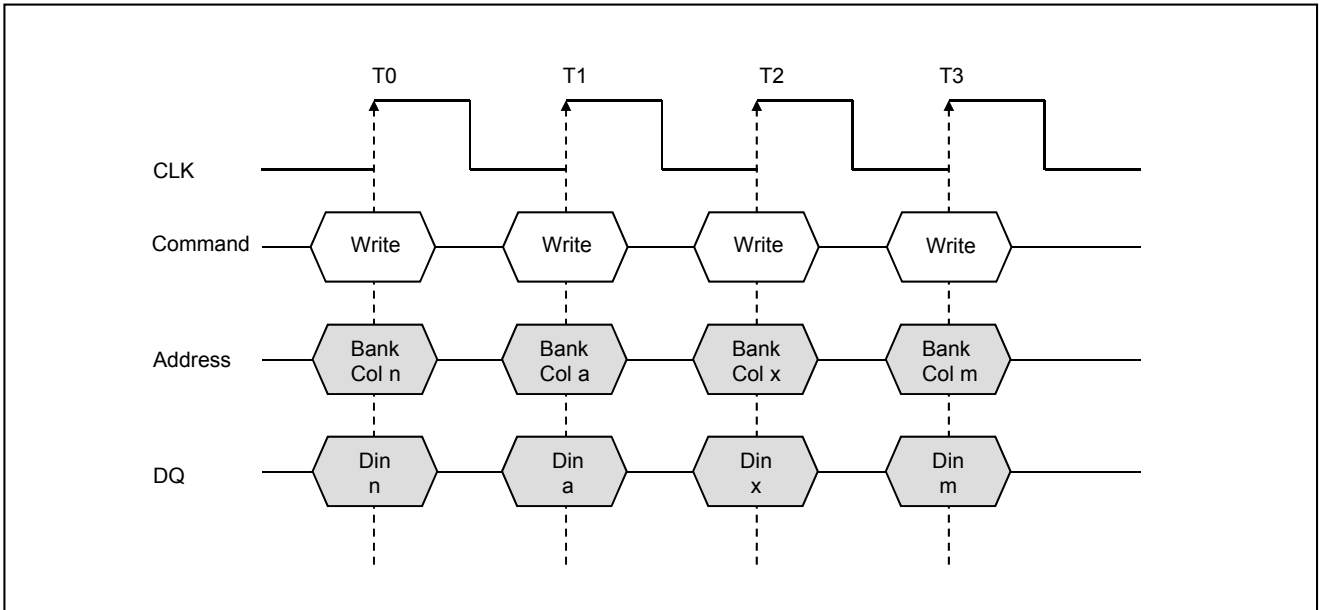 T0 T1 T2 T3
CLK
Command Write Write Write Write
Address
Bank Bank Bank Bank
Col n Col a Col x Col m
DQ
Din Din Din Din
n a x m